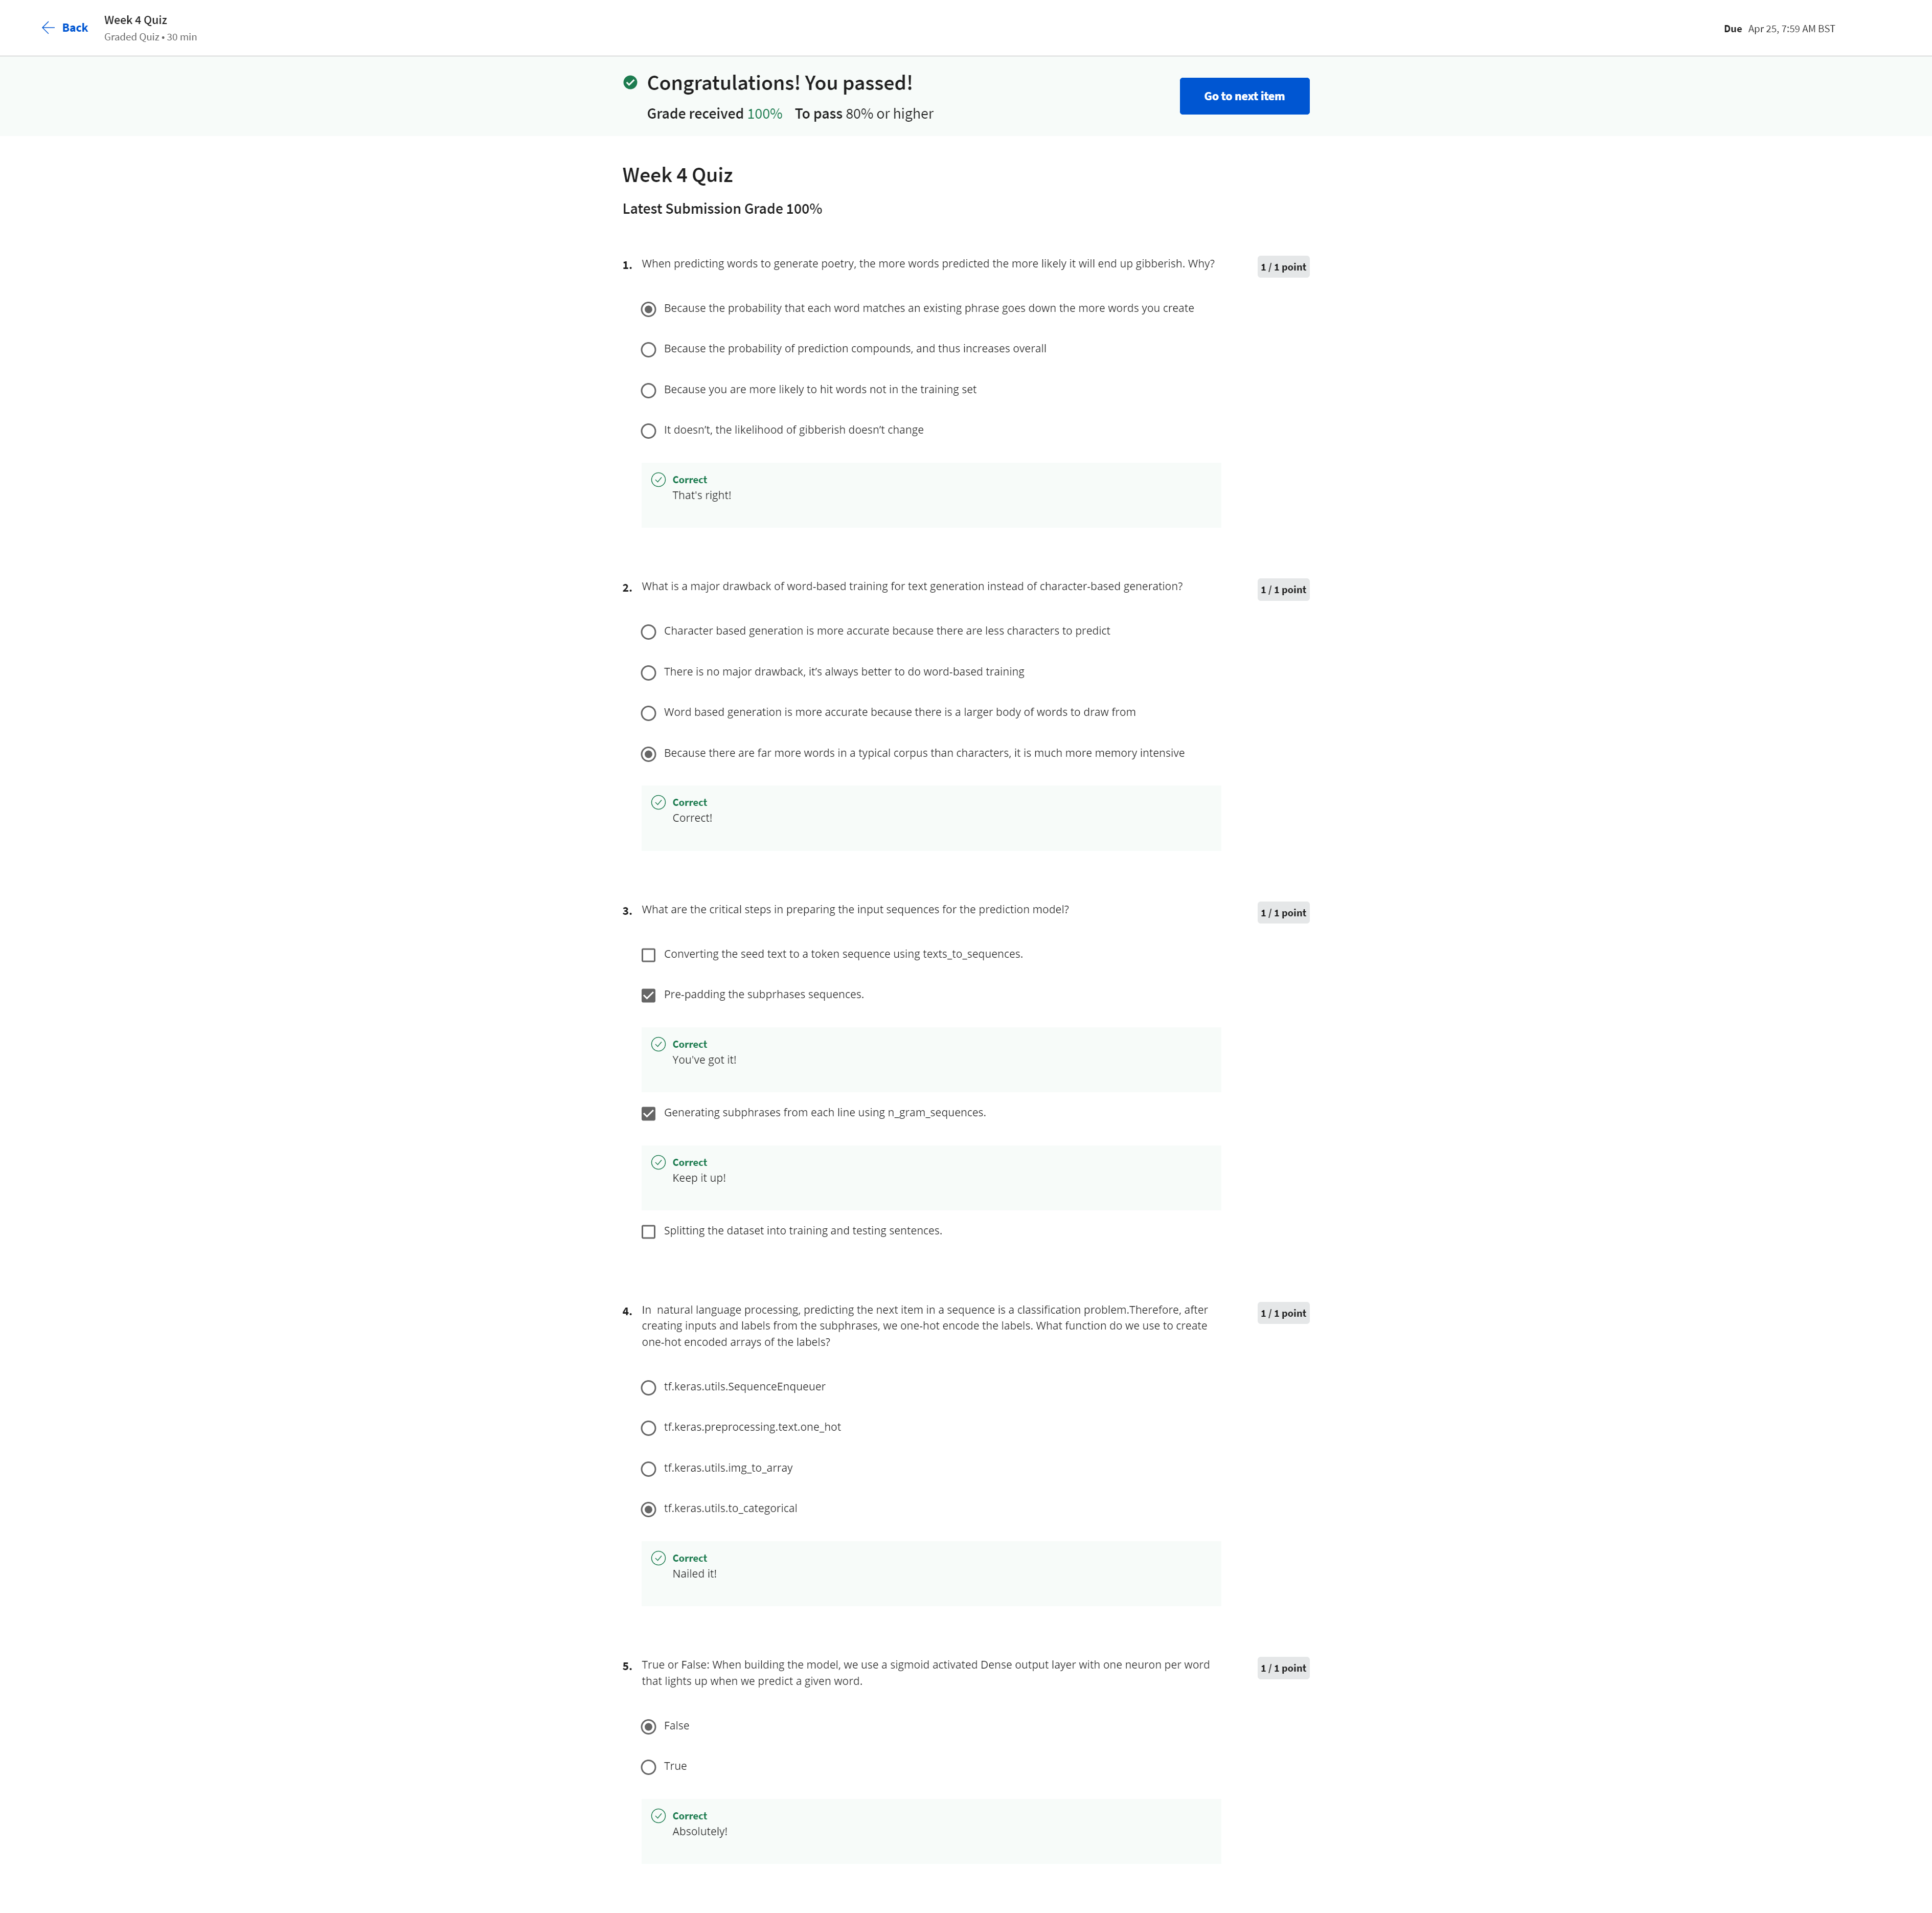 Back
Week 4 Quiz
Graded Quiz • 30 min
Due Apr 25, 7:59 AM BST
Congratulations! You passed!
Grade received 100% To pass 80% or higher
Go to next item
Week 4 Quiz
Latest Submission Grade 100%
1. When predicting words to generate poetry, the more words predicted the more likely it will end up gibberish. Why?
1 / 1 point
Because the probability that each word matches an existing phrase goes down the more words you create
Because the probability of prediction compounds, and thus increases overall
Because you are more likely to hit words not in the training set
It doesn’t, the likelihood of gibberish doesn’t change
Correct
That's right!
2. What is a major drawback of word-based training for text generation instead of character-based generation?
1 / 1 point
Character based generation is more accurate because there are less characters to predict
There is no major drawback, it’s always better to do word-based training
Word based generation is more accurate because there is a larger body of words to draw from
Because there are far more words in a typical corpus than characters, it is much more memory intensive
Correct
Correct!
3. What are the critical steps in preparing the input sequences for the prediction model?
1 / 1 point
Converting the seed text to a token sequence using texts_to_sequences.
Pre-padding the subprhases sequences.
Correct
You've got it!
Generating subphrases from each line using n_gram_sequences.
Correct
Keep it up!
Splitting the dataset into training and testing sentences.
4. In  natural language processing, predicting the next item in a sequence is a classification problem.Therefore, after
creating inputs and labels from the subphrases, we one-hot encode the labels. What function do we use to create
one-hot encoded arrays of the labels?
1 / 1 point
tf.keras.utils.SequenceEnqueuer
tf.keras.preprocessing.text.one_hot
tf.keras.utils.img_to_array
tf.keras.utils.to_categorical
Correct
Nailed it!
5. True or False: When building the model, we use a sigmoid activated Dense output layer with one neuron per word
that lights up when we predict a given word.
1 / 1 point
False
True
Correct
Absolutely!